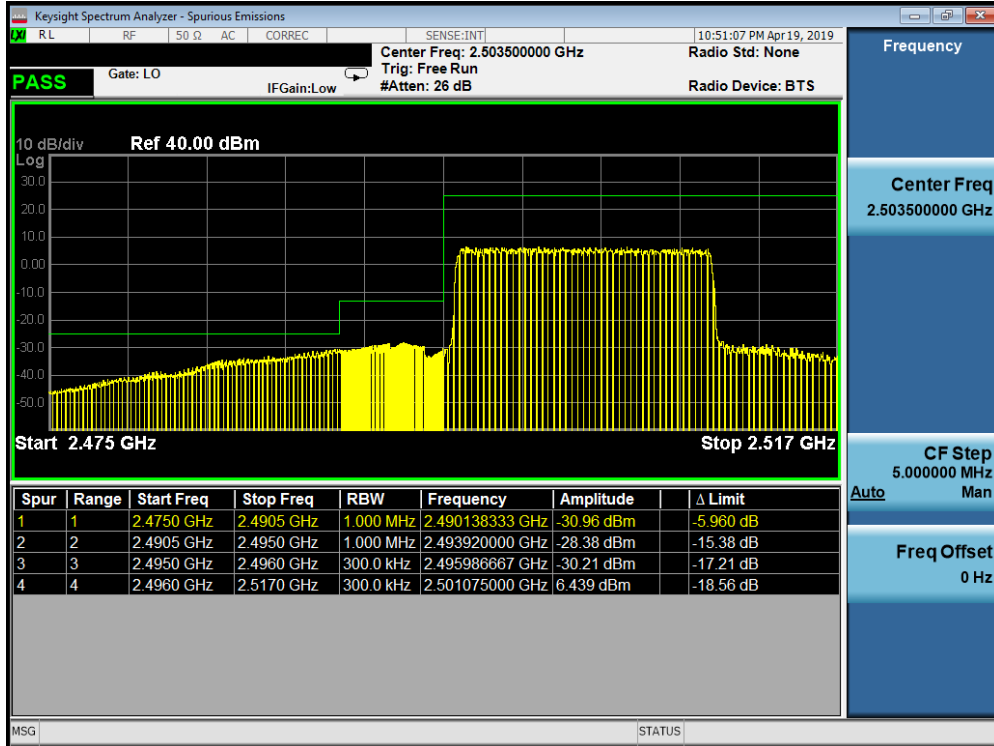 Keysight Spectrum Analyzer - Spurious Emissions
LXI RL RF 50 Ω AC CORREC SENSE:INT 10:51:07 PM Apr 19, 2019
Center Freq: 2.503500000 GHz Radio Std: None
Trig: Free Run
PASS Gate: LO IFGain:Low #Atten: 26 dB Radio Device: BTS
Frequency
10 dB/div Ref 40.00 dBm
Log
30.0
20.0
10.0
0.00
-10.0
-20.0
-30.0
-40.0
-50.0
Start 2.475 GHz Stop 2.517 GHz
Center Freq
2.503500000 GHz
CF Step
5.000000 MHz
Auto Man
Freq Offset
0 Hz
Spur Range Start Freq Stop Freq RBW Frequency Amplitude Δ Limit
1 1 2.4750 GHz 2.4905 GHz 1.000 MHz 2.490138333 GHz -30.96 dBm -5.960 dB
2 2 2.4905 GHz 2.4950 GHz 1.000 MHz 2.493920000 GHz -28.38 dBm -15.38 dB
3 3 2.4950 GHz 2.4960 GHz 300.0 kHz 2.495986667 GHz -30.21 dBm -17.21 dB
4 4 2.4960 GHz 2.5170 GHz 300.0 kHz 2.501075000 GHz 6.439 dBm -18.56 dB
MSG STATUS